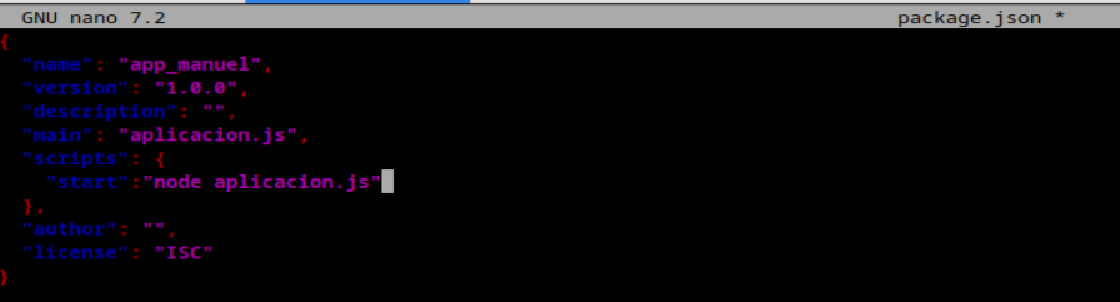 GNU nano 7.2 package.json *
{
"name": "app_manuel",
"version": "1.0.0",
"description": "",
"main": "aplicacion.js",
"scripts": {
"start":"node aplicacion.js"
},
"author": "",
"license": "ISC"
}